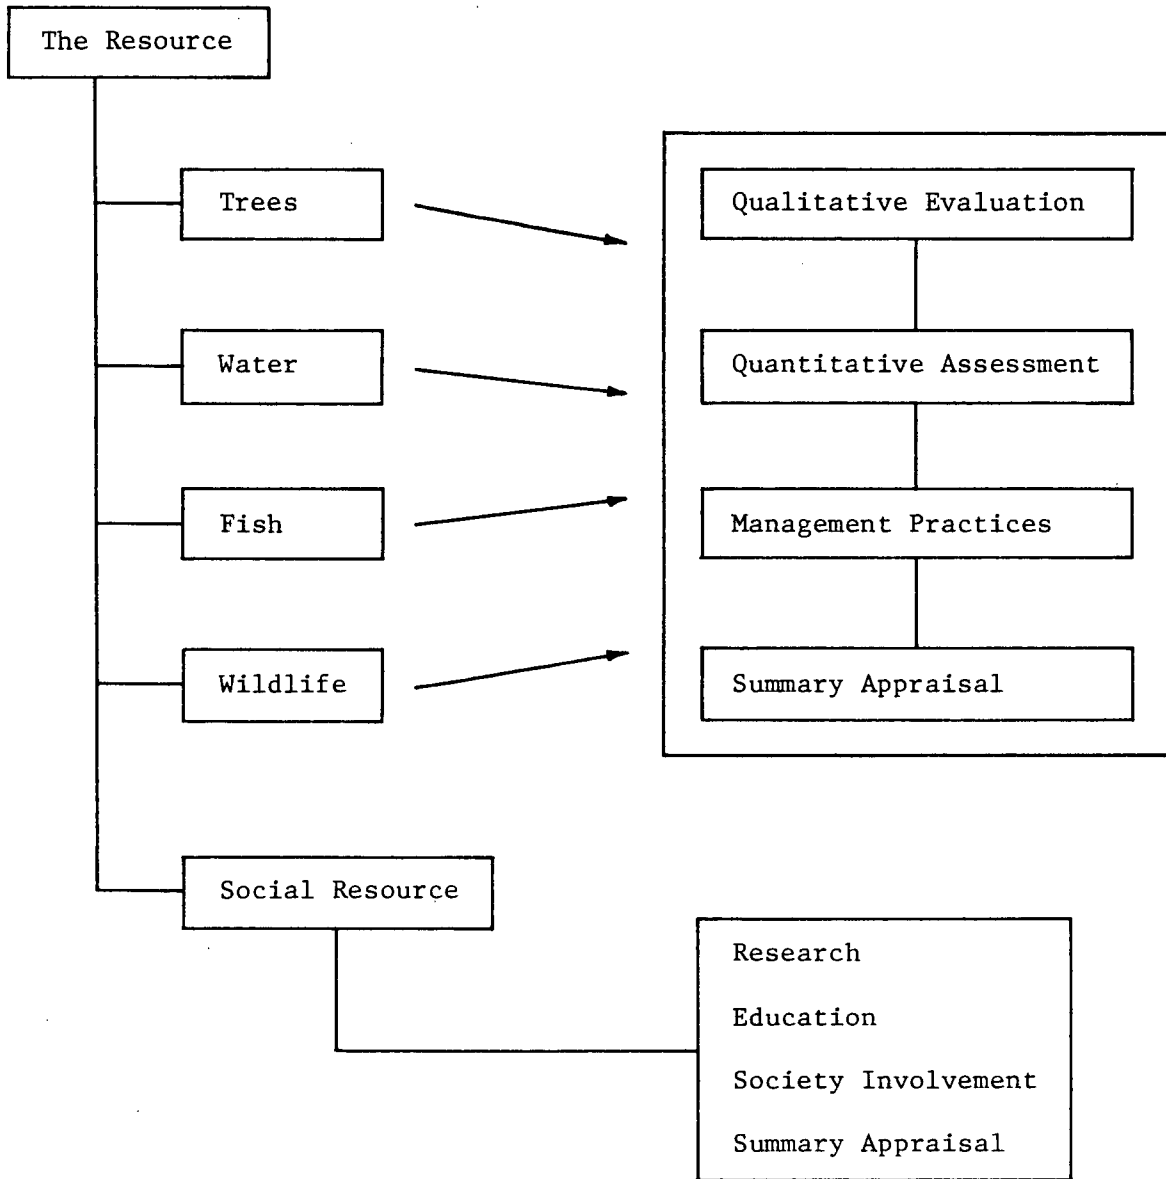 The Resource
Trees
Qualitative Evaluation
Water
Quantitative Assessment
Fish
Management Practices
Wildlife
Summary Appraisal
Social Resource
Research
Education
Society Involvement
Summary Appraisal